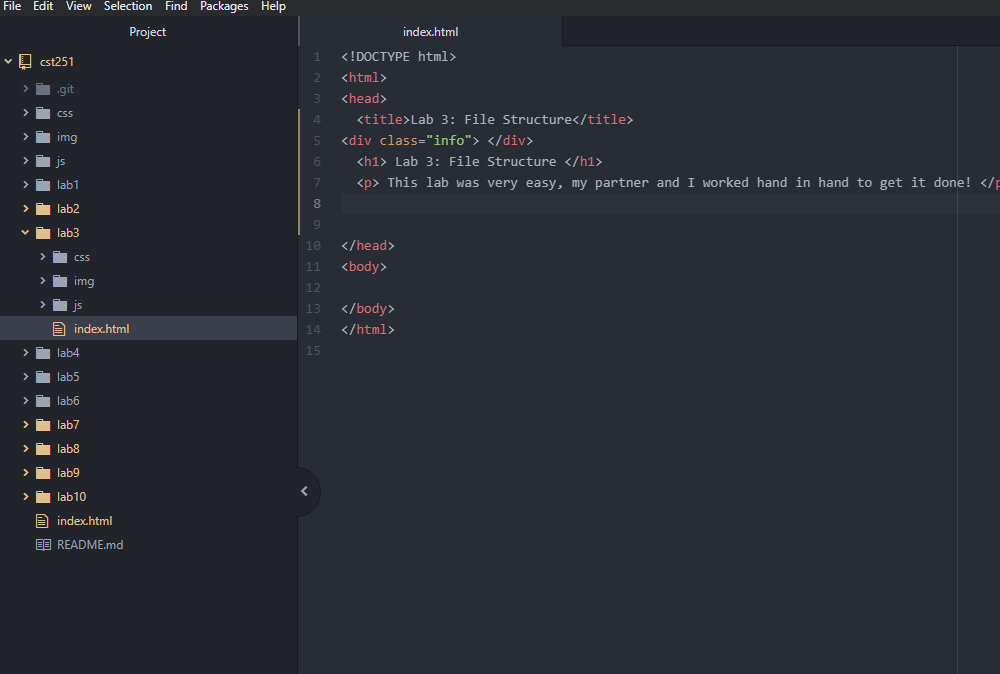 File Edit View Selection Find Packages Help
Project
cst251
.git
css
img
js
lab1
lab2
lab3
css
img
js
index.html
lab4
lab5
lab6
lab7
lab8
lab9
lab10
index.html
README.md
index.html
1 <!DOCTYPE html>
2 <html>
3 <head>
4 <title>Lab 3: File Structure</title>
5 <div class="info"> </div>
6 <h1> Lab 3: File Structure </h1>
7 <p> This lab was very easy, my partner and I worked hand in hand to get it done! </p
8
9
10 </head>
11 <body>
12
13 </body>
14 </html>
15